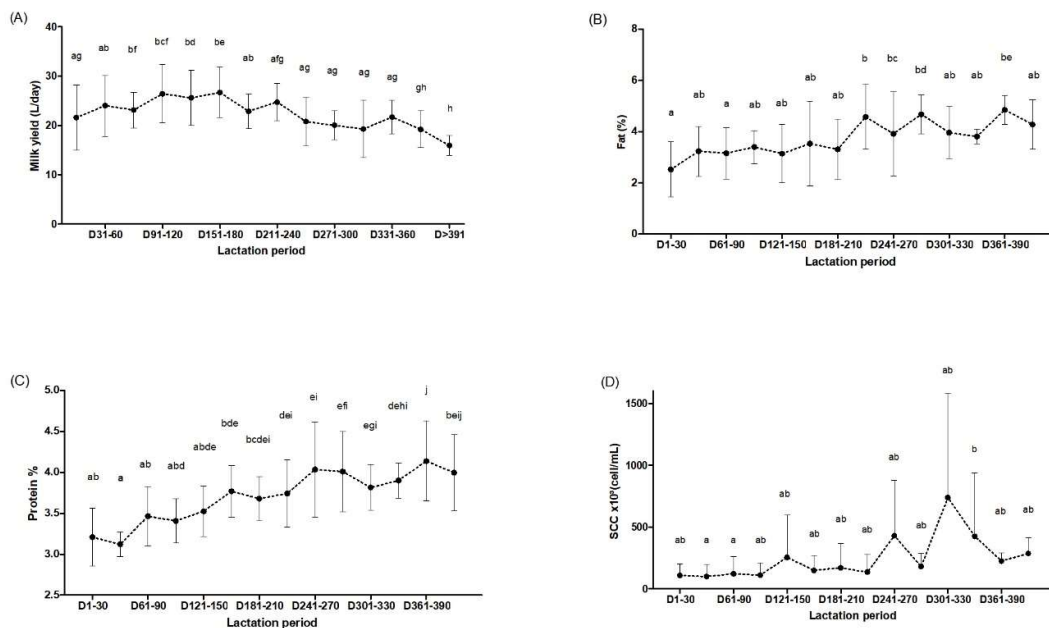 (A)
Milk yield (L/day)
40
30
20
10
0
ag ab bf bcf bd be ab afg ag ag ag ag gh h
D31-60 D91-120 D151-180 D211-240 D271-300 D331-360 D>391
Lactation period
(B)
Fat (%)
8
6
4
2
0
a ab a ab ab ab ab b bc bd ab ab be ab
D1-30 D61-90 D121-150 D181-210 D241-270 D301-330 D361-390
Lactation period
(C)
Protein %
5.0
4.5
4.0
3.5
3.0
2.5
ab a ab abd abde bde bcdei dei ei efi egi dehi j beij
D1-30 D61-90 D121-150 D181-210 D241-270 D301-330 D361-390
Lactation period
(D)
1500
1000
500
0
ab a a ab ab ab ab ab ab ab ab b ab ab
D1-30 D61-90 D121-150 D181-210 D241-270 D301-330 D361-390
Lactation period